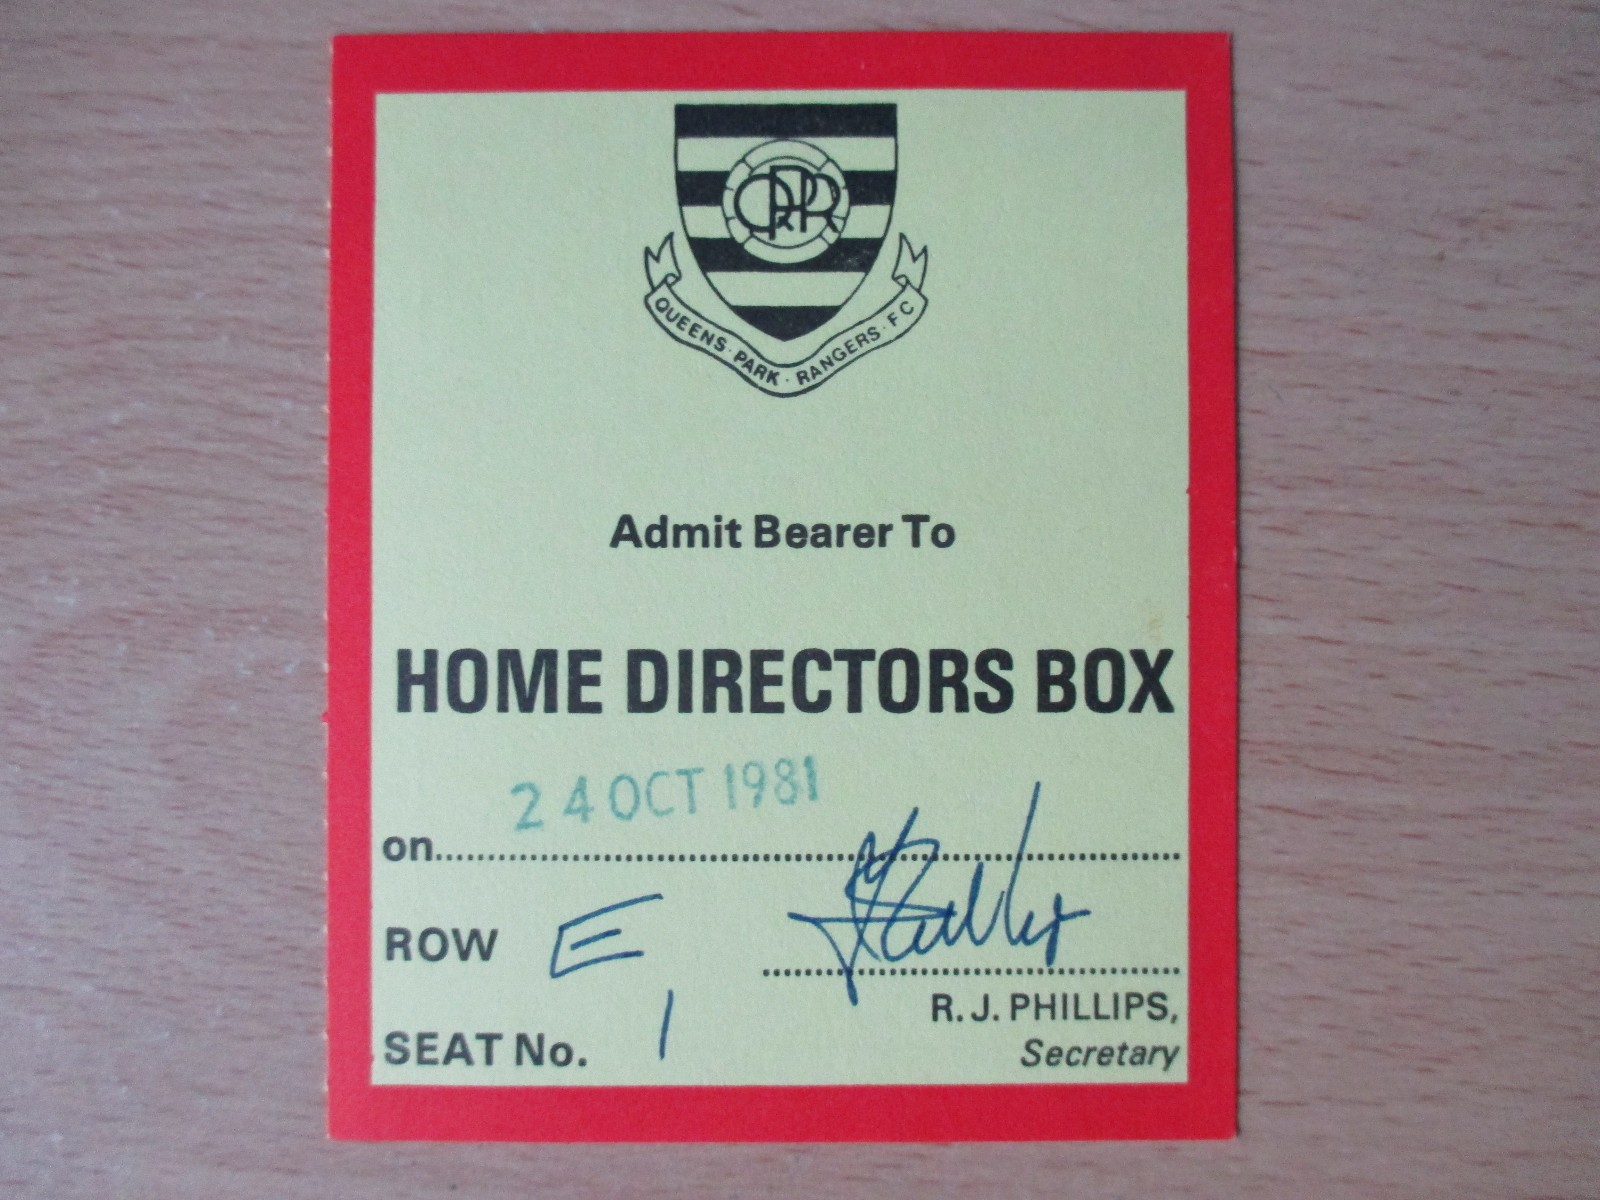 QPR
QUEENS · PARK · RANGERS · FC
Admit Bearer To
HOME DIRECTORS BOX
24 OCT 1981
on
ROW E
R. J. PHILLIPS,
SEAT No. 1
Secretary